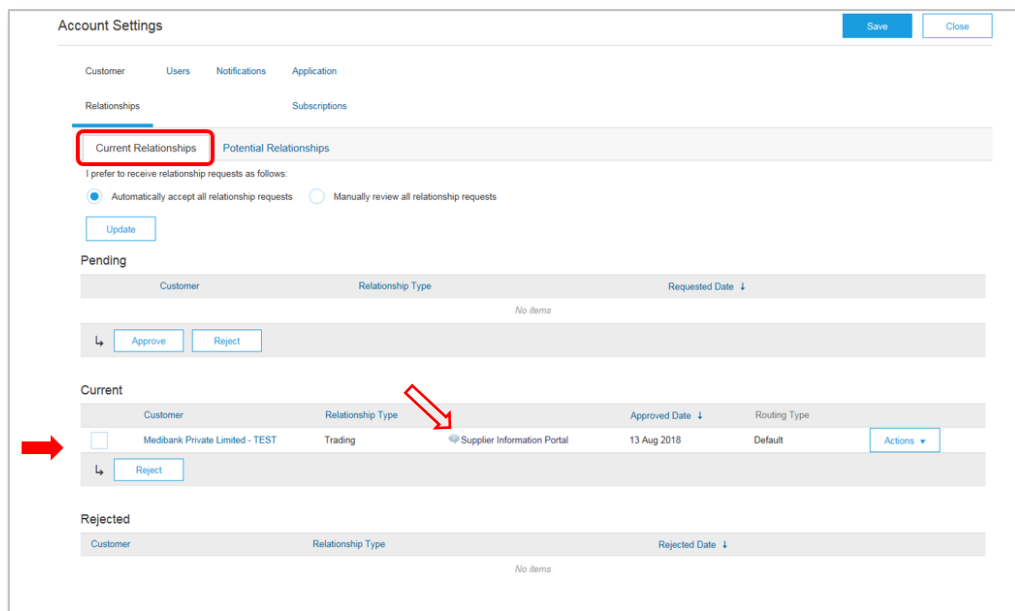 Account Settings
Save
Close
Customer Users Notifications Application
Relationships Subscriptions
Current Relationships Potential Relationships
I prefer to receive relationship requests as follows:
Automatically accept all relationship requests Manually review all relationship requests
Update
Pending
Customer Relationship Type Requested Date ↓
No items
Approve Reject
Current
Customer Relationship Type Approved Date ↓ Routing Type
Medibank Private Limited - TEST Trading Supplier Information Portal 13 Aug 2018 Default Actions ▼
Reject
Rejected
Customer Relationship Type Rejected Date ↓
No items